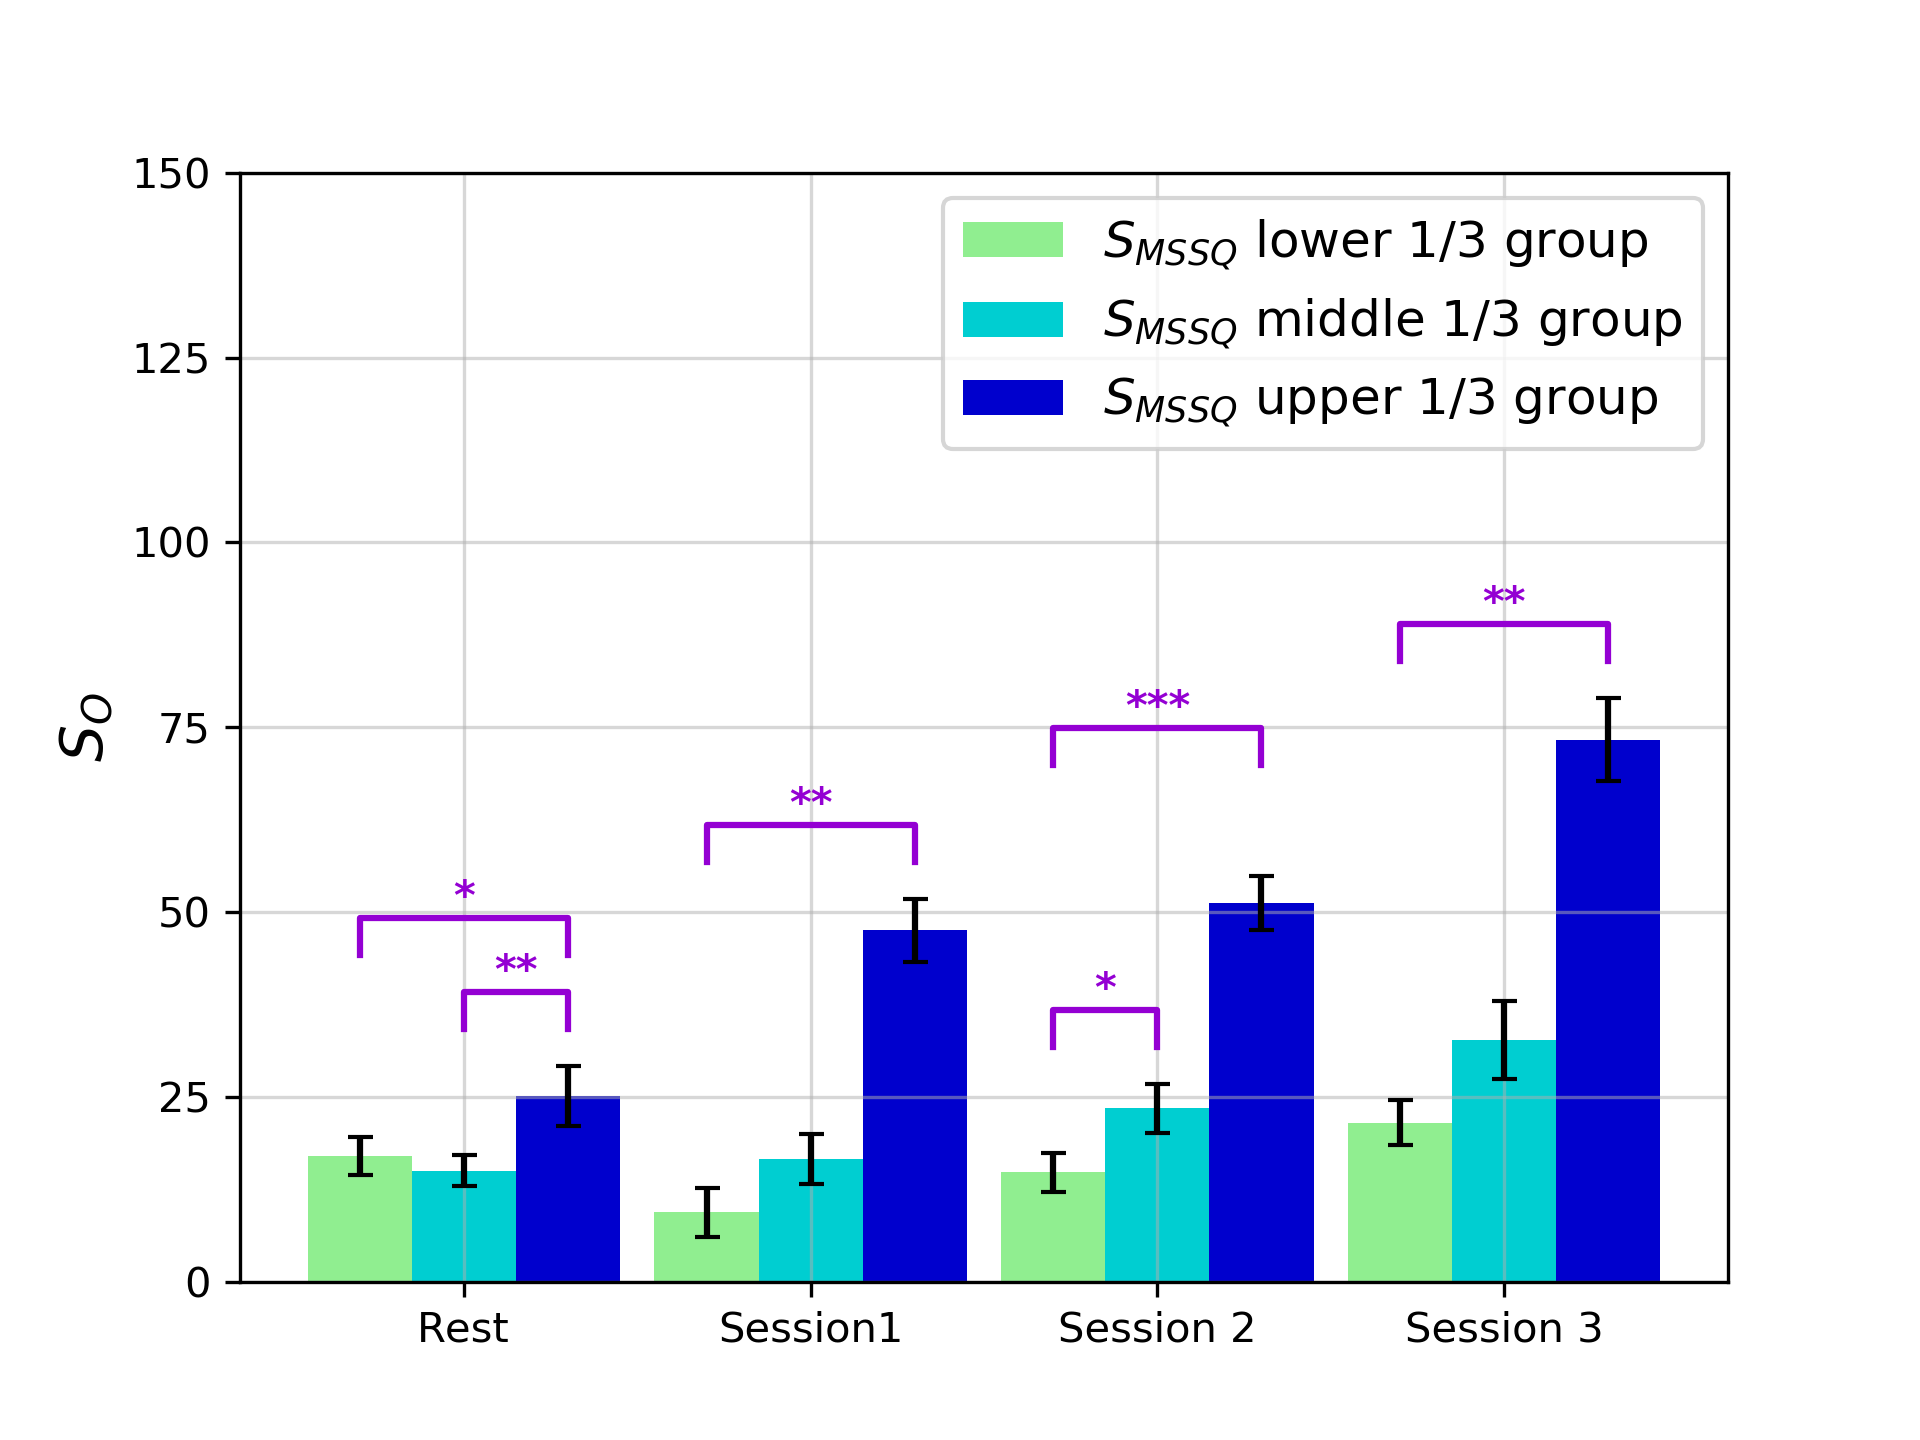 150
125
100
75
50
25
0
S_O
S_MSSQ lower 1/3 group
S_MSSQ middle 1/3 group
S_MSSQ upper 1/3 group
*
**
**
***
*
**
Rest
Session1
Session 2
Session 3